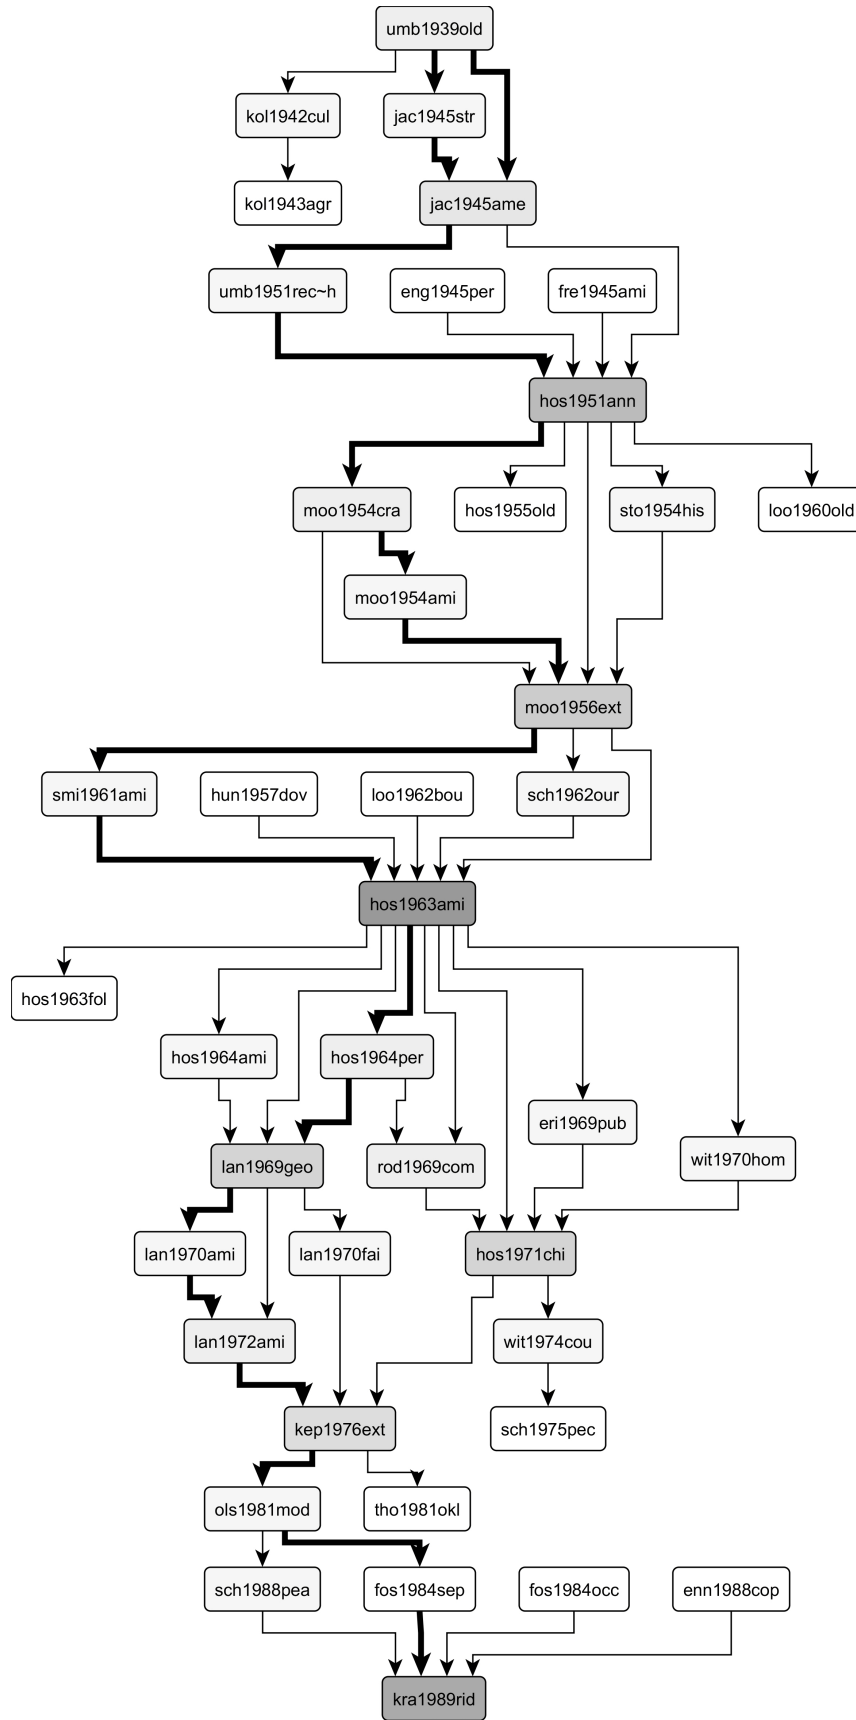 umb1939old
kol1942cul
jac1945str
kol1943agr
jac1945ame
umb1951rec~h
eng1945per
fre1945ami
hos1951ann
moo1954cra
hos1955old
sto1954his
loo1960old
moo1954ami
moo1956ext
smi1961ami
hun1957dov
loo1962bou
sch1962our
hos1963ami
hos1963fol
hos1964ami
hos1964per
eri1969pub
lan1969geo
rod1969com
wit1970hom
lan1970ami
lan1970fai
hos1971chi
lan1972ami
wit1974cou
kep1976ext
sch1975pec
ols1981mod
tho1981okl
sch1988pea
fos1984sep
fos1984occ
enn1988cop
kra1989rid